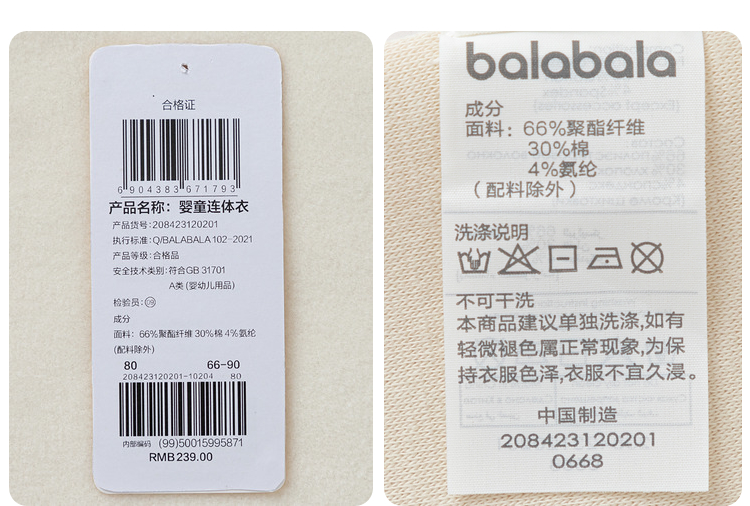 合格证
6 904383 671793
产品名称：婴童连体衣
产品货号:208423120201
执行标准:Q/BALABALA 102-2021
产品等级:合格品
安全技术类别:符合GB 31701
A类 (婴幼儿用品)
检验员:09
成分
面料： 66%聚酯纤维 30%棉 4%氨纶
(配料除外)
80 66-90
208423120201-10204 80
内部编码 (99)50015995871
RMB 239.00
balabala
成分
面料：66%聚酯纤维
30%棉
4%氨纶
（配料除外）
洗涤说明
不可干洗
本商品建议单独洗涤,如有
轻微褪色属正常现象,为保
持衣服色泽,衣服不宜久浸。
中国制造
208423120201
0668